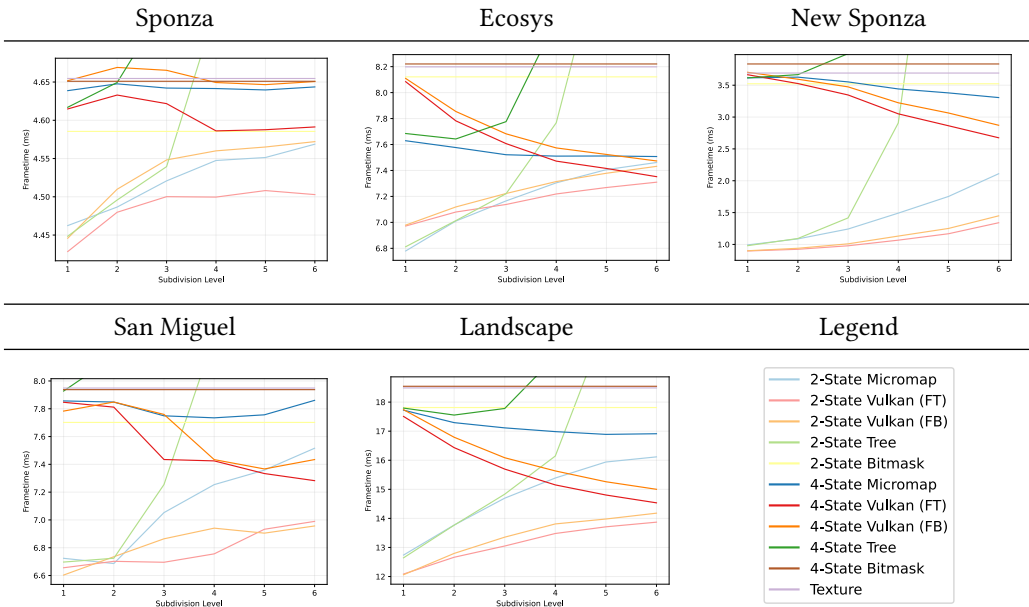 Sponza
Ecosys
New Sponza
Frametime (ms)
4.65
4.60
4.55
4.50
4.45
1 2 3 4 5 6
Subdivision Level
Frametime (ms)
8.2
8.0
7.8
7.6
7.4
7.2
7.0
6.8
1 2 3 4 5 6
Subdivision Level
Frametime (ms)
3.5
3.0
2.5
2.0
1.5
1.0
1 2 3 4 5 6
Subdivision Level
San Miguel
Landscape
Legend
Frametime (ms)
8.0
7.8
7.6
7.4
7.2
7.0
6.8
6.6
1 2 3 4 5 6
Subdivision Level
Frametime (ms)
18
17
16
15
14
13
12
1 2 3 4 5 6
Subdivision Level
2-State Micromap
2-State Vulkan (FT)
2-State Vulkan (FB)
2-State Tree
2-State Bitmask
4-State Micromap
4-State Vulkan (FT)
4-State Vulkan (FB)
4-State Tree
4-State Bitmask
Texture